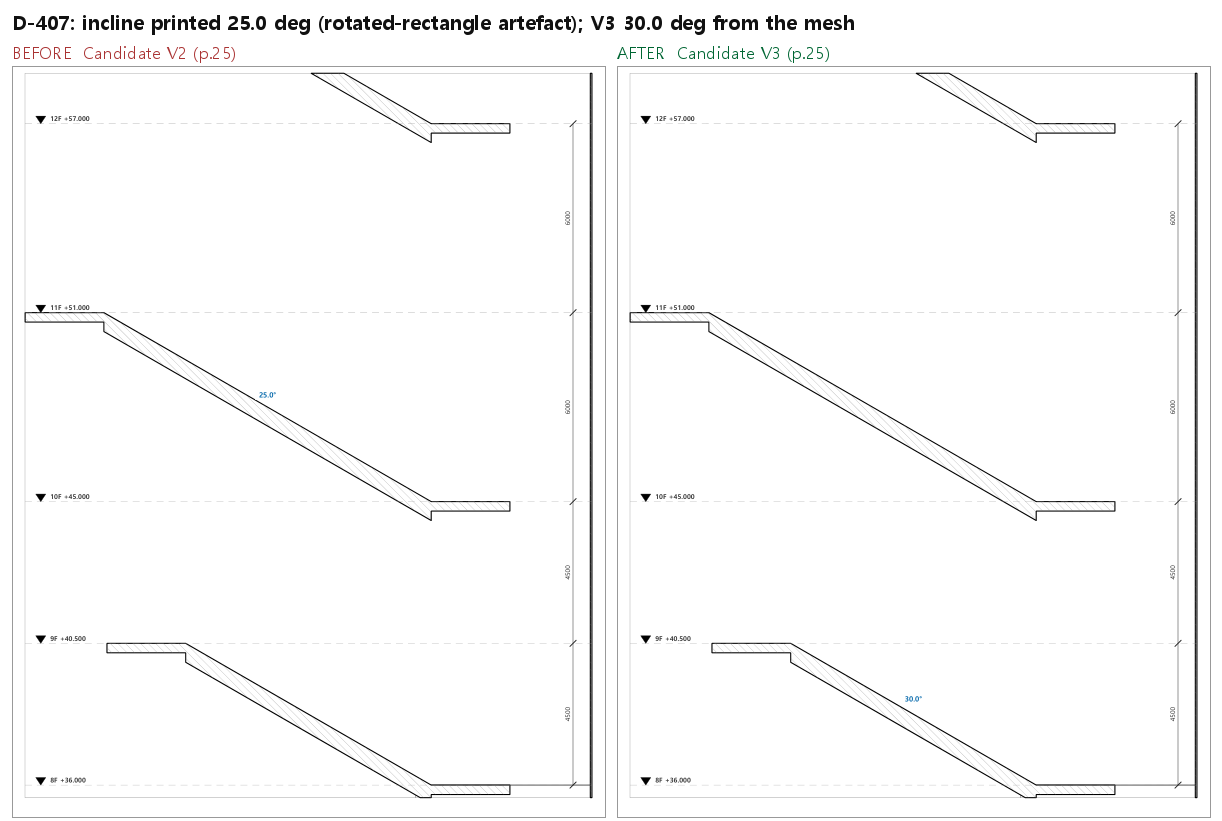 D-407: incline printed 25.0 deg (rotated-rectangle artefact); V3 30.0 deg from the mesh
BEFORE Candidate V2 (p.25)
12F +57.000
6000
11F +51.000
25.0°
6000
10F +45.000
4500
9F +40.500
4500
8F +36.000
AFTER Candidate V3 (p.25)
12F +57.000
6000
11F +51.000
6000
10F +45.000
4500
9F +40.500
30.0°
4500
8F +36.000